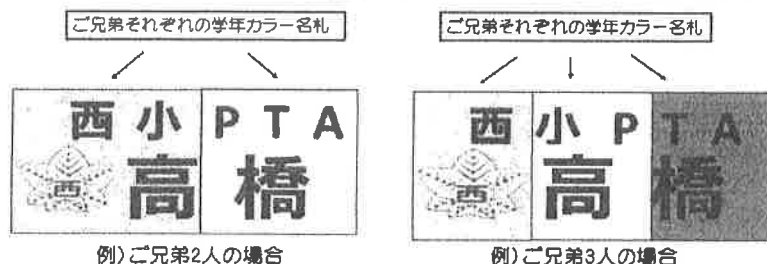 ご兄弟それぞれの学年カラー名札
西小PTA
西
高橋
例)ご兄弟2人の場合
ご兄弟それぞれの学年カラー名札
西小PTA
西
高橋
例)ご兄弟3人の場合